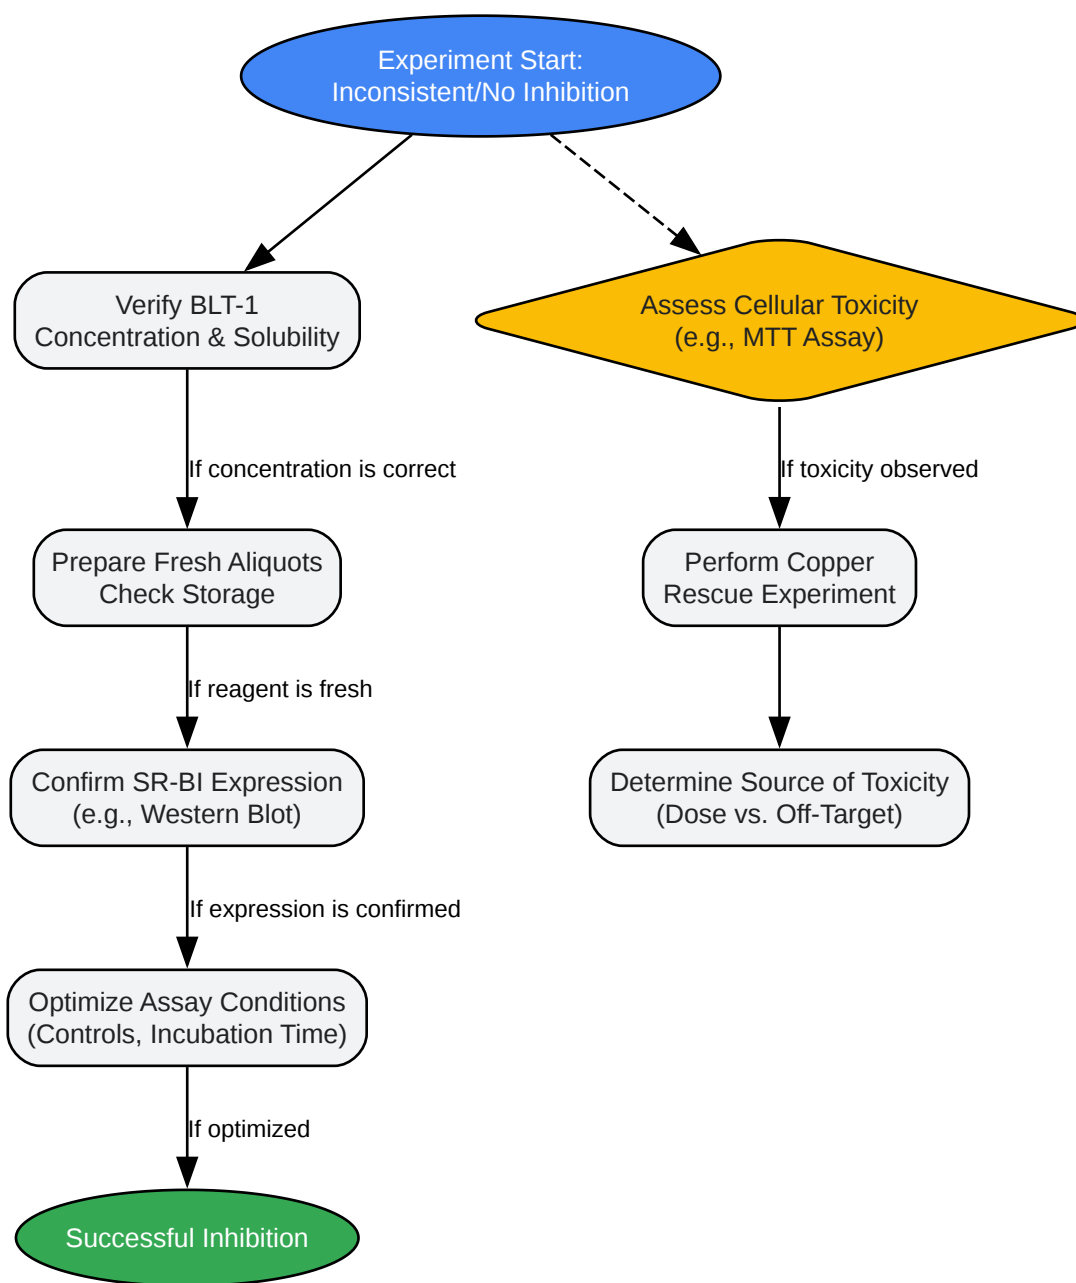 Experiment Start:
Inconsistent/No Inhibition
Verify BLT-1
Concentration & Solubility
Assess Cellular Toxicity
(e.g., MTT Assay)
If concentration is correct
If toxicity observed
Prepare Fresh Aliquots
Check Storage
Perform Copper
Rescue Experiment
If reagent is fresh
Confirm SR-BI Expression
(e.g., Western Blot)
Determine Source of Toxicity
(Dose vs. Off-Target)
If expression is confirmed
Optimize Assay Conditions
(Controls, Incubation Time)
If optimized
Successful Inhibition